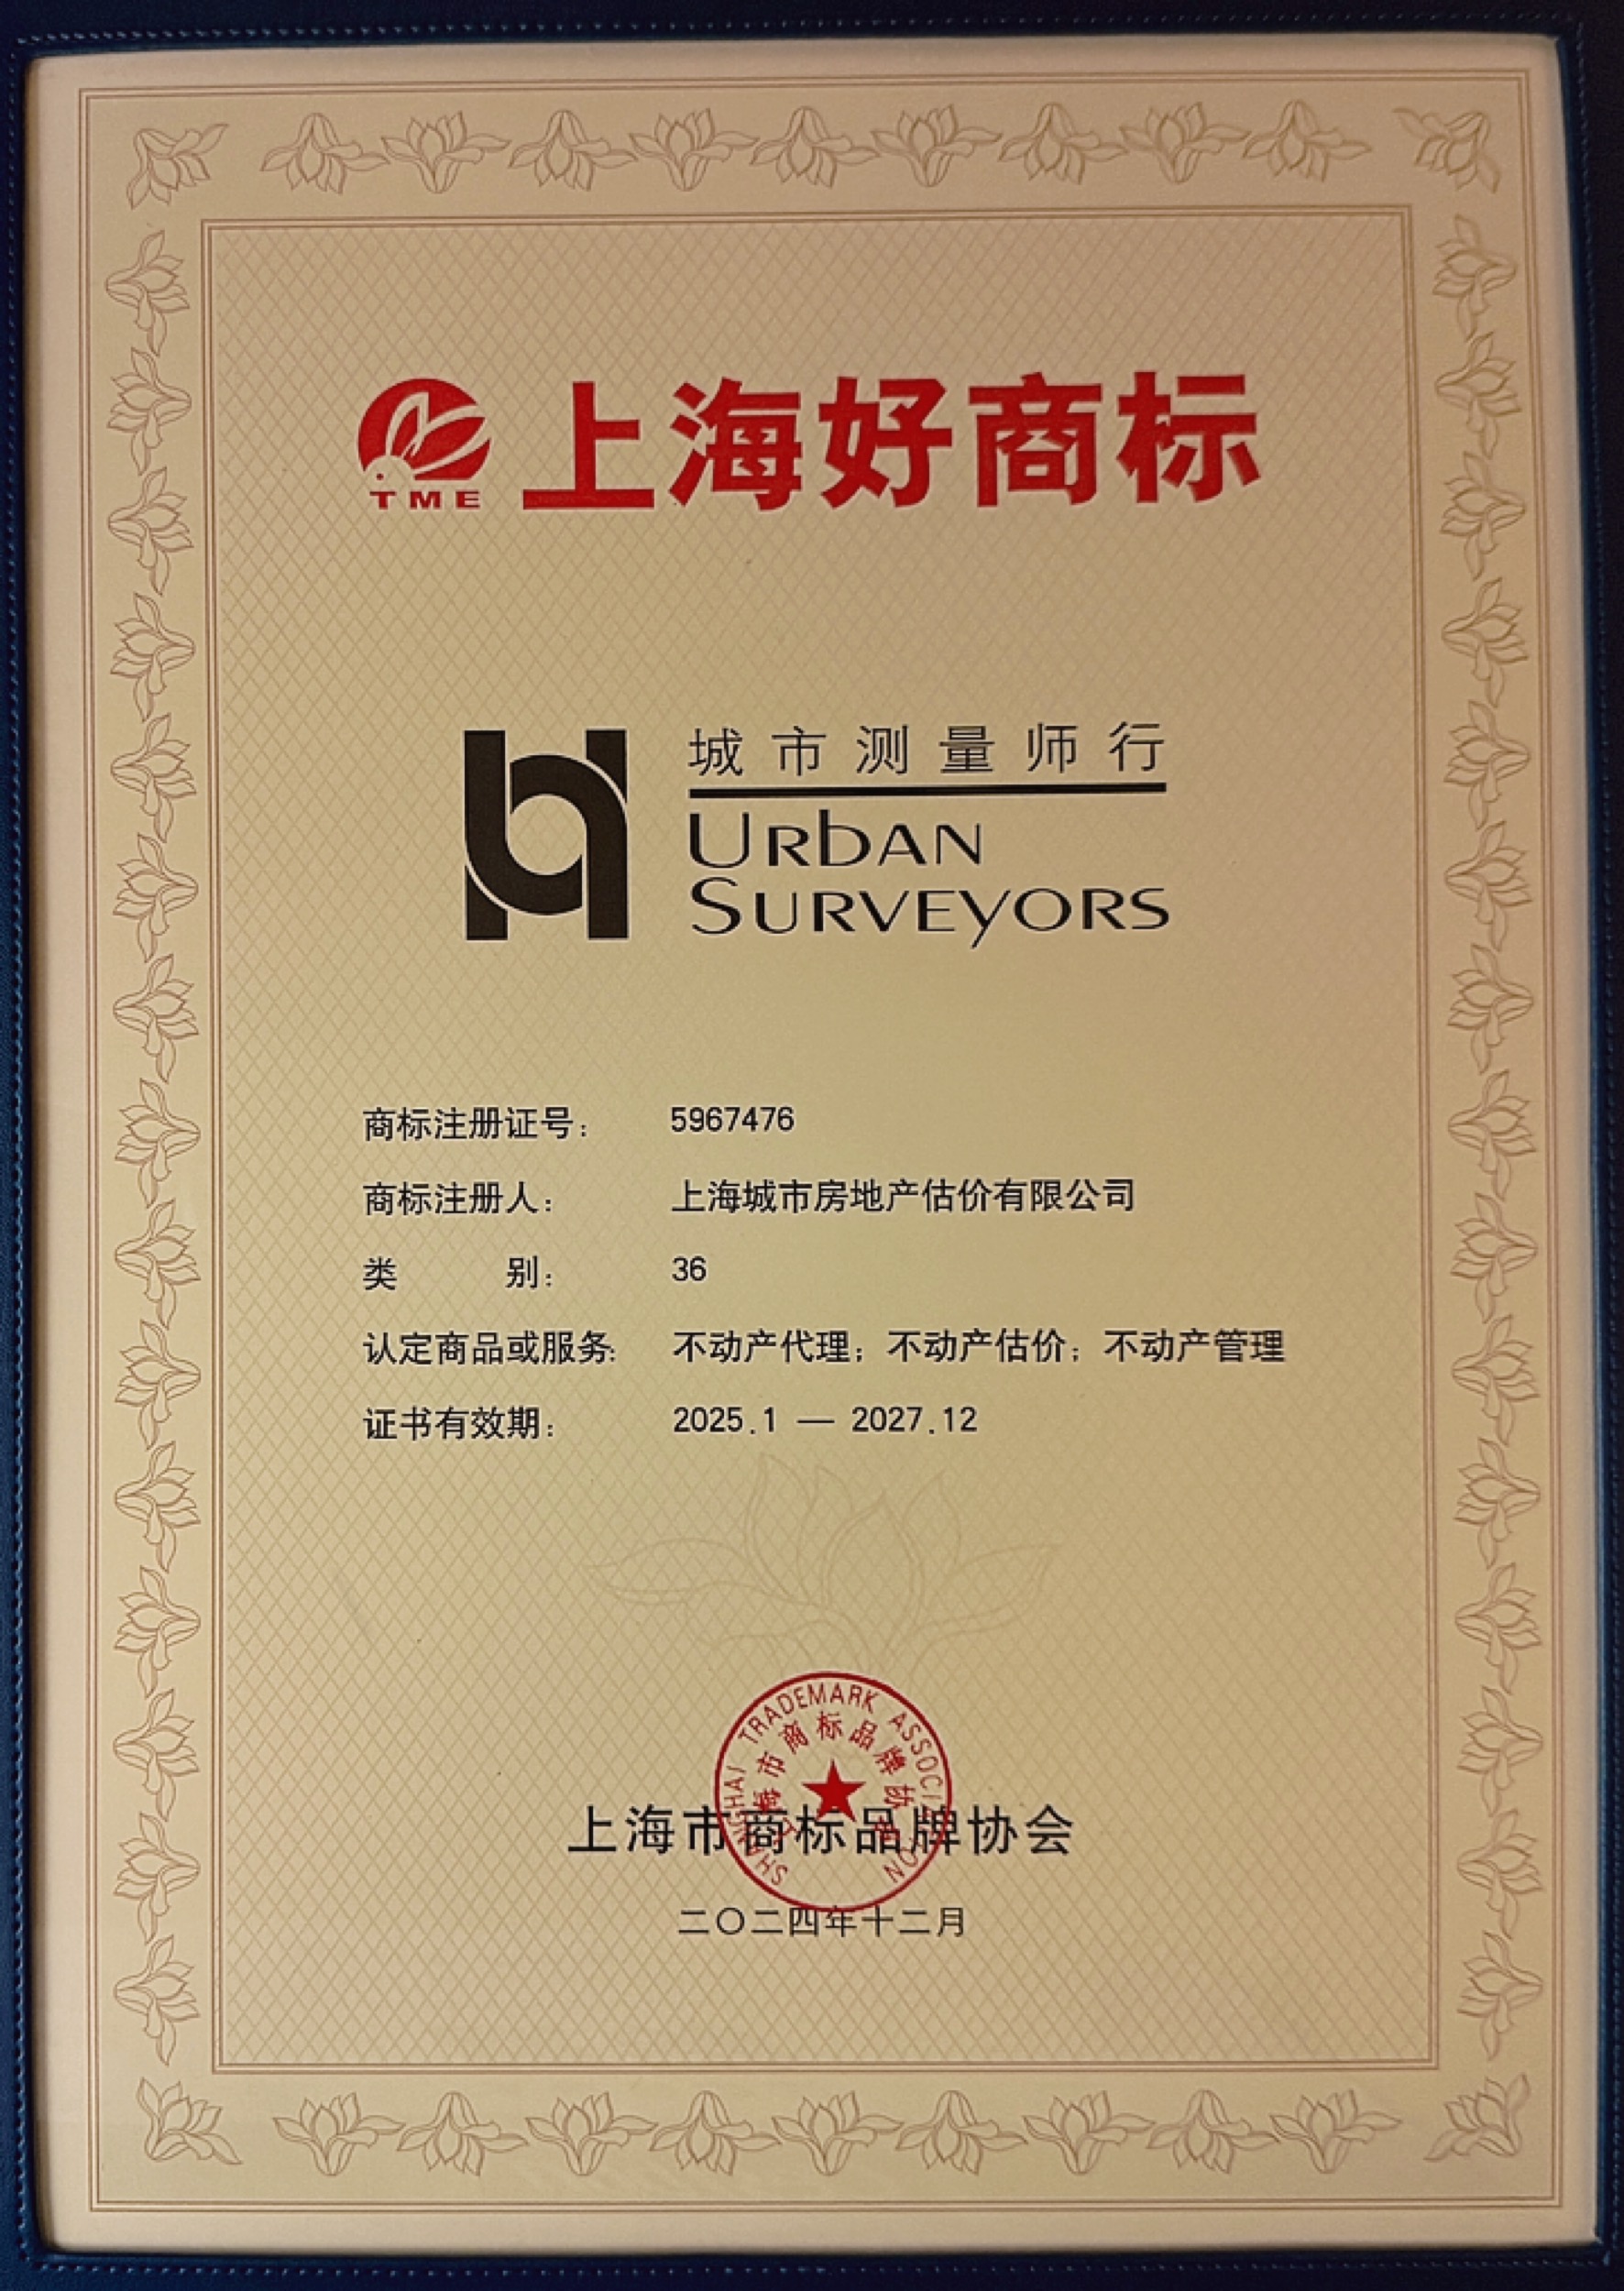 TME
上海好商标
城市测量师行
URbAN
SURVEYORS
商标注册证号: 5967476
商标注册人: 上海城市房地产估价有限公司
类 别: 36
认定商品或服务: 不动产代理；不动产估价；不动产管理
证书有效期: 2025.1 — 2027.12
SHANGHAI TRADEMARK ASSOCIATION
上海市商标品牌协会
上海市商标品牌协会
二〇二四年十二月